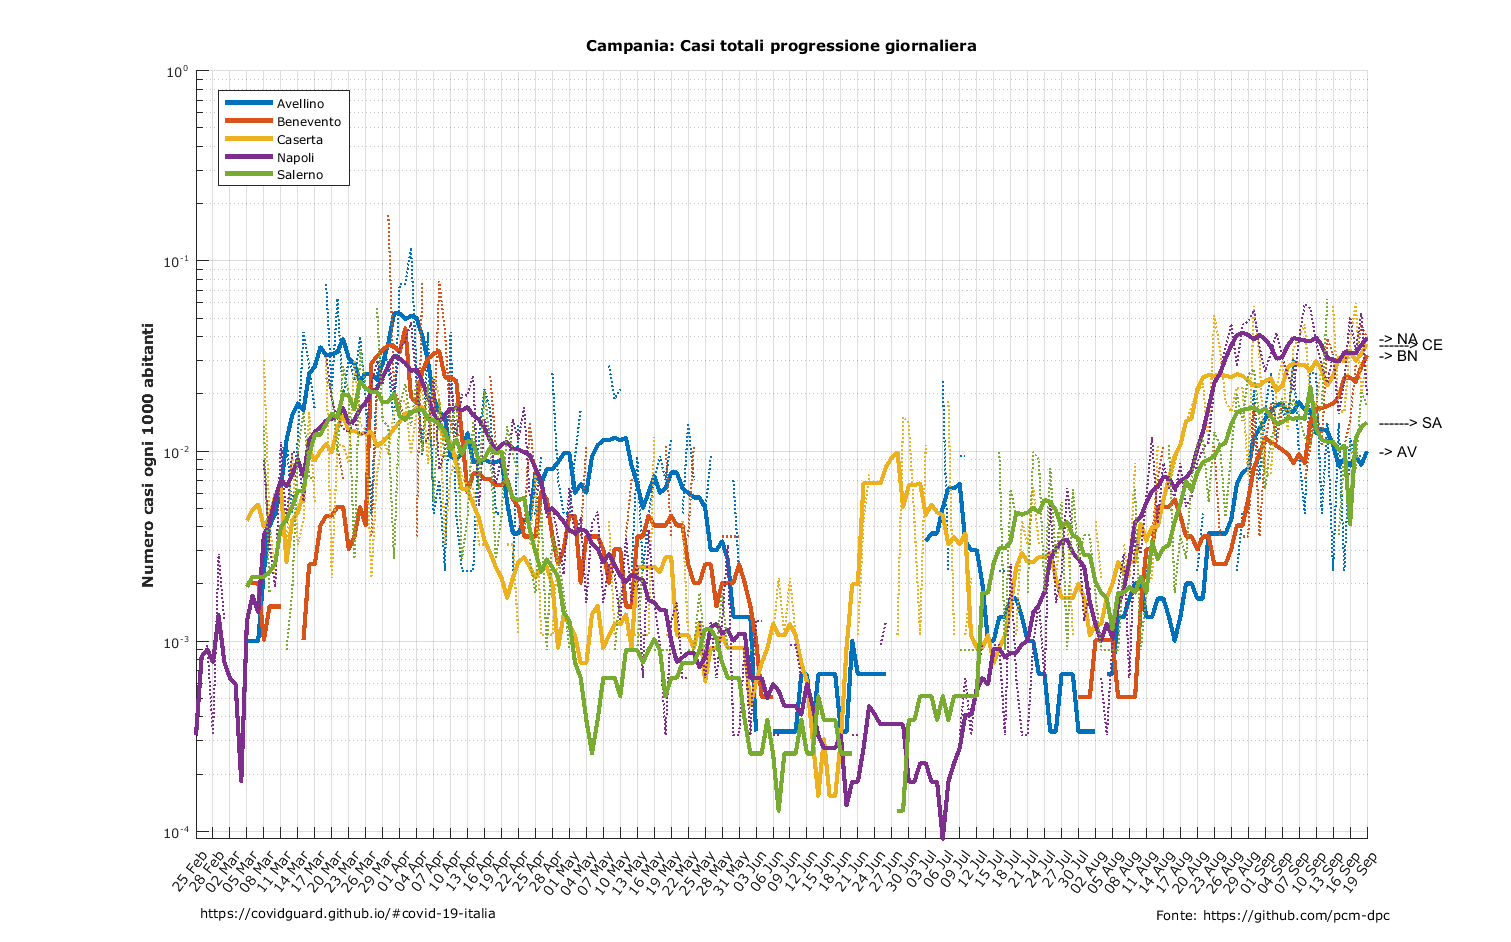 Campania: Casi totali progressione giornaliera
Numero casi ogni 1000 abitanti
10^0
10^-1
10^-2
10^-3
10^-4
Avellino
Benevento
Caserta
Napoli
Salerno
-> NA
------> CE
-> BN
------> SA
-> AV
25 Feb
28 Feb
02 Mar
05 Mar
08 Mar
11 Mar
14 Mar
17 Mar
20 Mar
23 Mar
26 Mar
29 Mar
01 Apr
04 Apr
07 Apr
10 Apr
13 Apr
16 Apr
19 Apr
22 Apr
25 Apr
28 Apr
01 May
04 May
07 May
10 May
13 May
16 May
19 May
22 May
25 May
28 May
31 May
03 Jun
06 Jun
09 Jun
12 Jun
15 Jun
18 Jun
21 Jun
24 Jun
27 Jun
30 Jun
03 Jul
06 Jul
09 Jul
12 Jul
15 Jul
18 Jul
21 Jul
24 Jul
27 Jul
30 Jul
02 Aug
05 Aug
08 Aug
11 Aug
14 Aug
17 Aug
20 Aug
23 Aug
26 Aug
29 Aug
01 Sep
04 Sep
07 Sep
10 Sep
13 Sep
16 Sep
19 Sep
https://covidguard.github.io/#covid-19-italia
Fonte: https://github.com/pcm-dpc